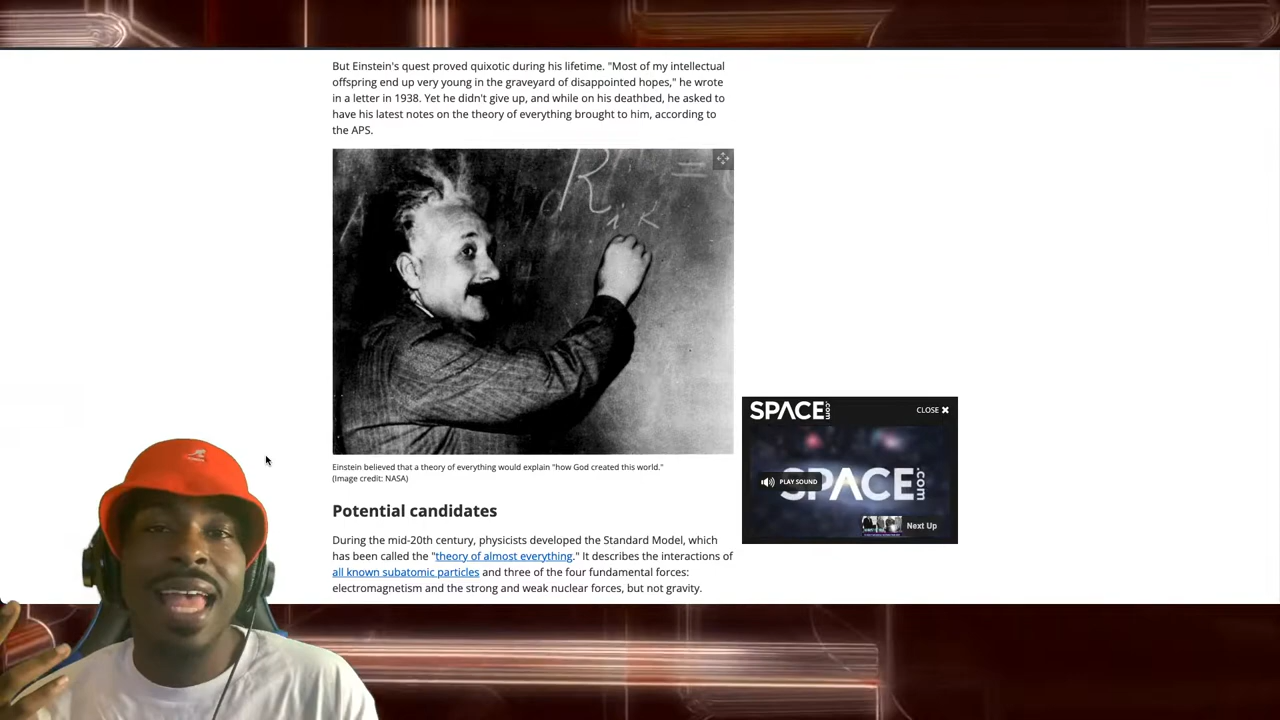 But Einstein's quest proved quixotic during his lifetime. "Most of my intellectual
offspring end up very young in the graveyard of disappointed hopes," he wrote
in a letter in 1938. Yet he didn't give up, and while on his deathbed, he asked to
have his latest notes on the theory of everything brought to him, according to
the APS.
R =
i k
Einstein believed that a theory of everything would explain "how God created this world."
(Image credit: NASA)
Potential candidates
During the mid-20th century, physicists developed the Standard Model, which
has been called the "theory of almost everything." It describes the interactions of
all known subatomic particles and three of the four fundamental forces:
electromagnetism and the strong and weak nuclear forces, but not gravity.
SPACE.com
CLOSE ✖
SPACE.com
PLAY SOUND
Next Up